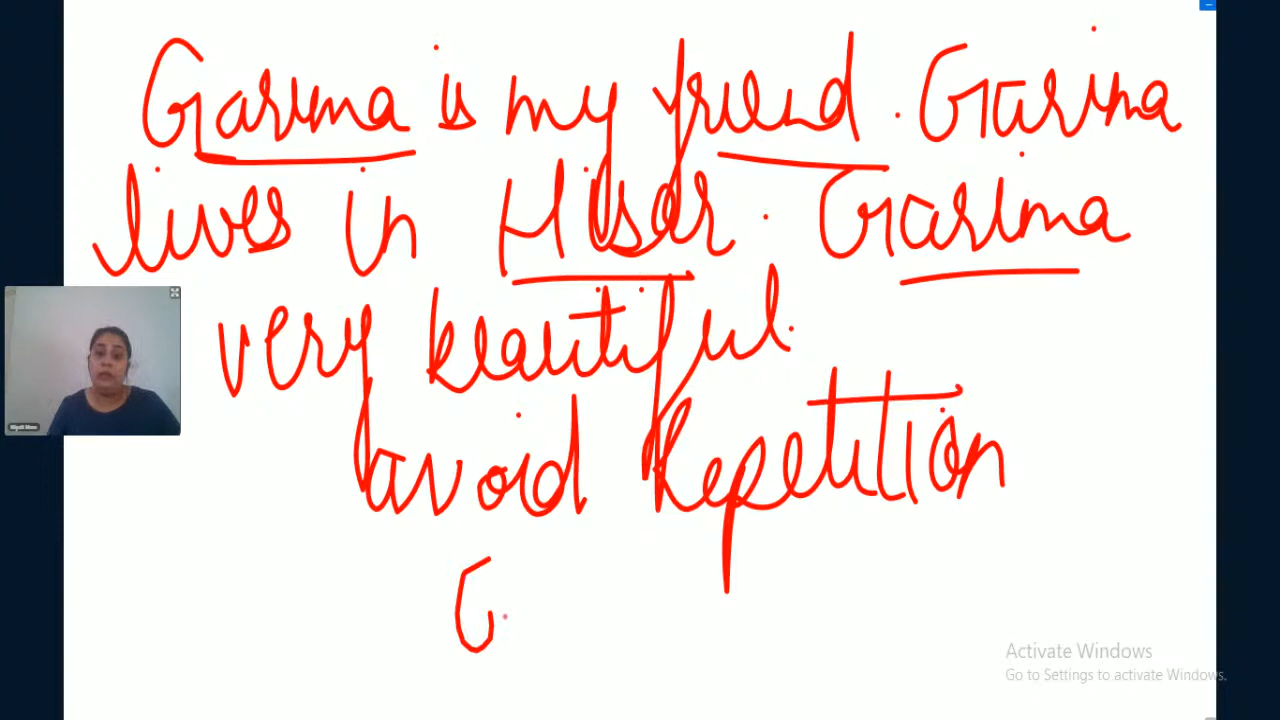 Garima is my friend. Garima
lives in Hisar. Garima
very beautiful.
avoid Repetition
G
Activate Windows
Go to Settings to activate Windows.